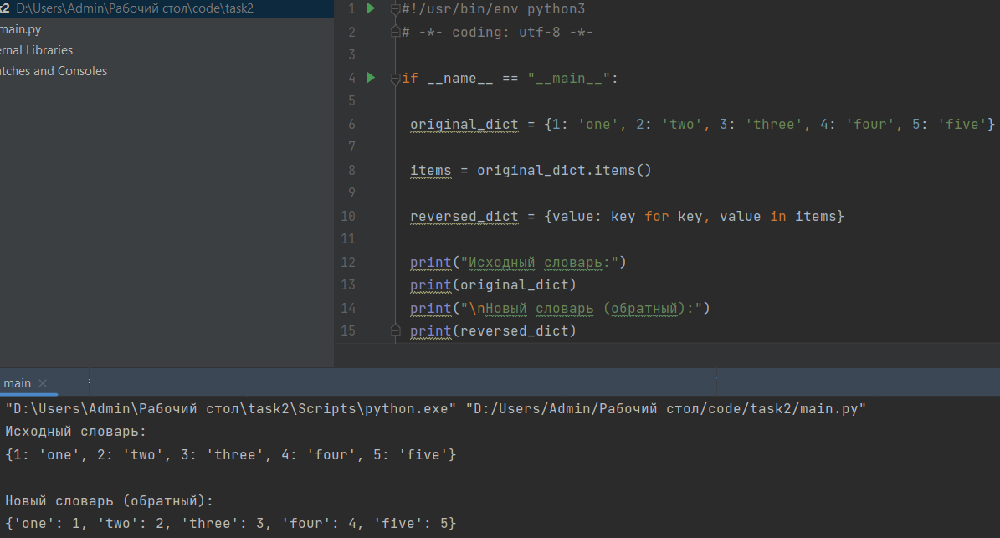 k2 D:\Users\Admin\Рабочий стол\code\task2
main.py
ernal Libraries
atches and Consoles
1 #!/usr/bin/env python3
2 # -*- coding: utf-8 -*-
3
4 if __name__ == "__main__":
5
6 original_dict = {1: 'one', 2: 'two', 3: 'three', 4: 'four', 5: 'five'}
7
8 items = original_dict.items()
9
10 reversed_dict = {value: key for key, value in items}
11
12 print("Исходный словарь:")
13 print(original_dict)
14 print("\nНовый словарь (обратный):")
15 print(reversed_dict)
main
"D:\Users\Admin\Рабочий стол\task2\Scripts\python.exe" "D:/Users/Admin/Рабочий стол/code/task2/main.py"
Исходный словарь:
{1: 'one', 2: 'two', 3: 'three', 4: 'four', 5: 'five'}
Новый словарь (обратный):
{'one': 1, 'two': 2, 'three': 3, 'four': 4, 'five': 5}